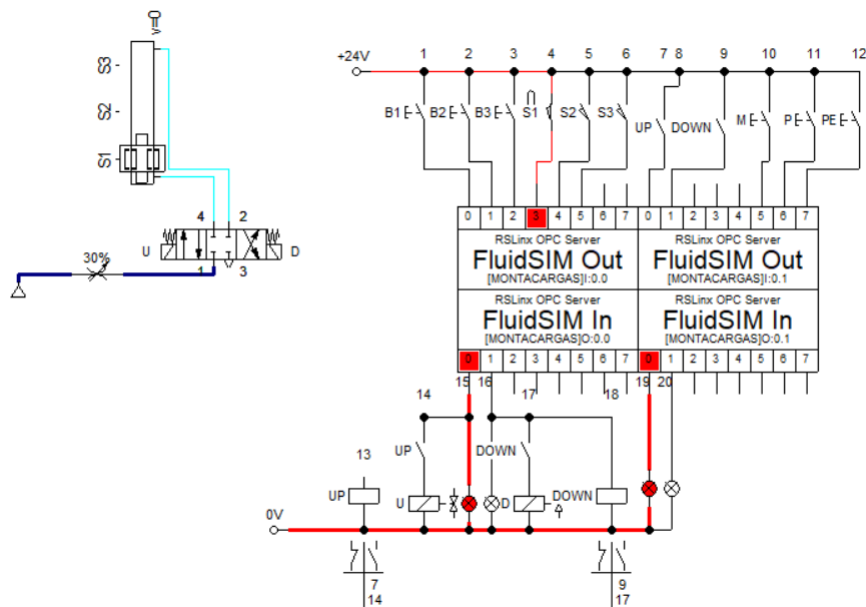 v=0
S3
S2
S1
4 2
U D
1 3
30%
1 2 3 4 5 6 7 8 9 10 11 12
+24V
B1 B2 B3 S1 S2 S3 UP DOWN M P PE
0 1 2 3 4 5 6 7 0 1 2 3 4 5 6 7
RSLinx OPC Server RSLinx OPC Server
FluidSIM Out FluidSIM Out
[MONTACARGAS]I:0.0 [MONTACARGAS]I:0.1
RSLinx OPC Server RSLinx OPC Server
FluidSIM In FluidSIM In
[MONTACARGAS]O:0.0 [MONTACARGAS]O:0.1
0 1 2 3 4 5 6 7 0 1 2 3 4 5 6 7
15 16 19 20
14 17 18
13 UP DOWN
UP U D DOWN
0V
7 9
14 17